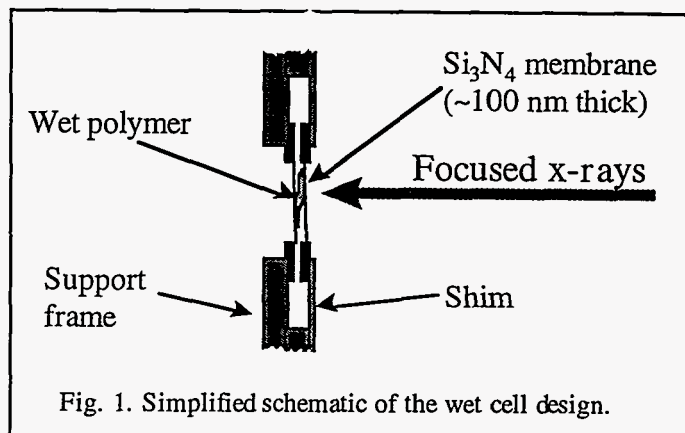 Si₃N₄ membrane
(~100 nm thick)
Wet polymer
Focused x-rays
Support
frame
Shim
Fig. 1. Simplified schematic of the wet cell design.